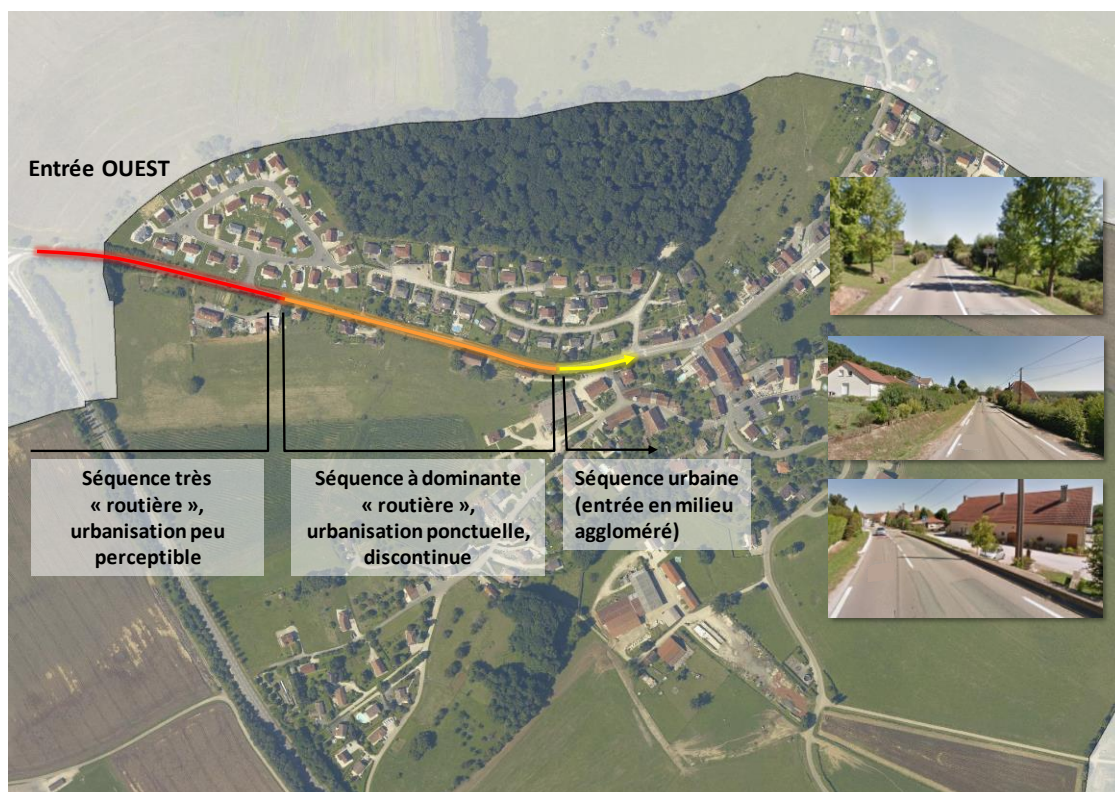 Entrée OUEST
Séquence très
« routière »,
urbanisation peu
perceptible
Séquence à dominante
« routière »,
urbanisation ponctuelle,
discontinue
Séquence urbaine
(entrée en milieu
aggloméré)